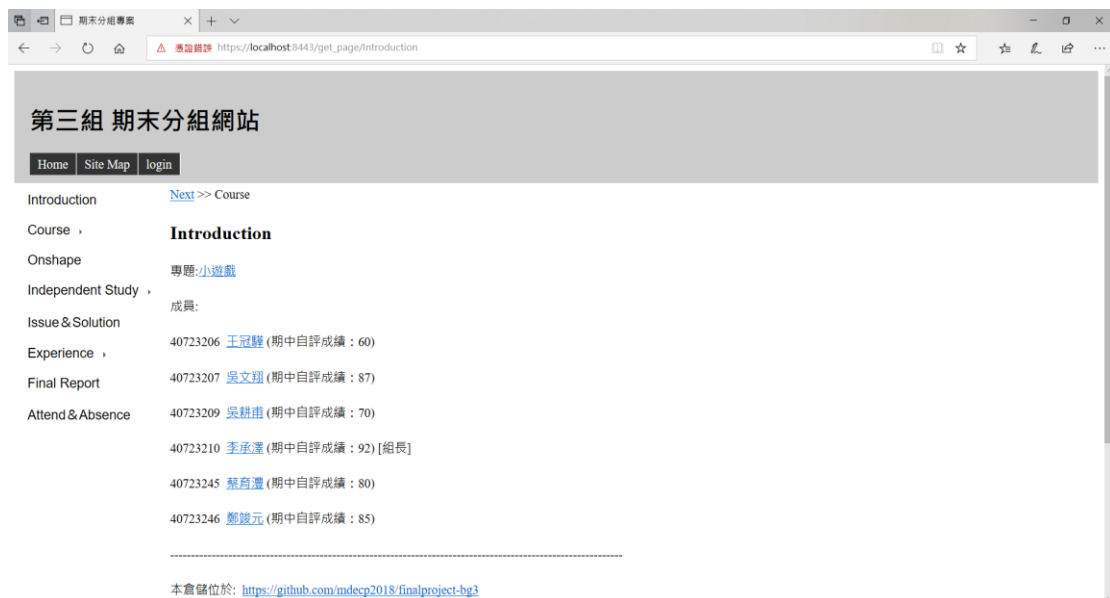 期末分組專案
憑證錯誤 https://localhost:8443/get_page/Introduction
第三組 期末分組網站
Home Site Map login
Introduction
Course
Onshape
Independent Study
Issue & Solution
Experience
Final Report
Attend & Absence
Next >> Course
Introduction
專題:小遊戲
成員:
40723206 王冠驊 (期中自評成績：60)
40723207 吳文翔 (期中自評成績：87)
40723209 吳耕甫 (期中自評成績：70)
40723210 李承澤 (期中自評成績：92) [組長]
40723245 蔡育灃 (期中自評成績：80)
40723246 鄭竣元 (期中自評成績：85)
----------------------------------------------------------------------------------------------------------------
本倉儲位於: https://github.com/mdecp2018/finalproject-bg3